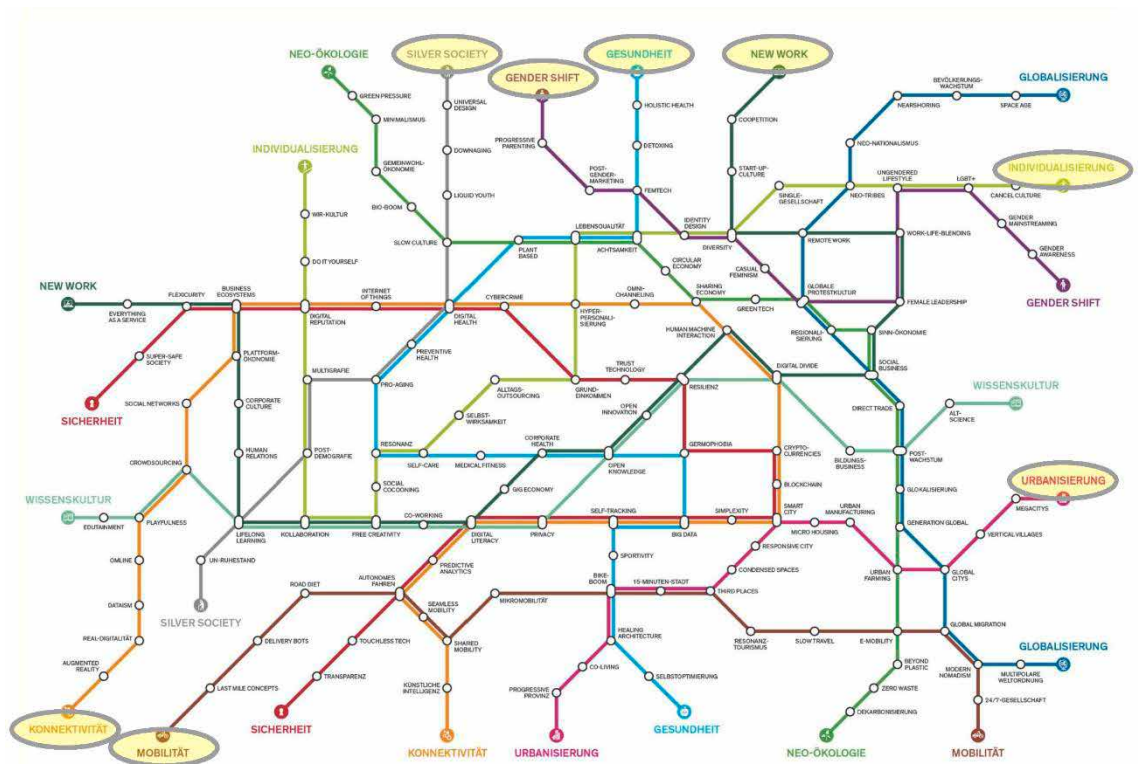 NEO-ÖKOLOGIE
SILVER SOCIETY
GENDER SHIFT
GESUNDHEIT
NEW WORK
GLOBALISIERUNG
BEVÖLKERUNGS-
WACHSTUM
NEARSHORING
SPACE AGE
GREEN PRESSURE
UNIVERSAL
DESIGN
HOLISTIC HEALTH
MINIMALISMUS
COOPETITION
PROGRESSIVE
PARENTING
DETOXING
NEO-NATIONALISMUS
INDIVIDUALISIERUNG
DOWNAGING
GEMEINWOHL-
ÖKONOMIE
POST-
GENDER-
MARKETING
FEMTECH
START-UP-
CULTURE
UNGENDERED
LIFESTYLE
LGBT+
INDIVIDUALISIERUNG
LIQUID YOUTH
SINGLE-
GESELLSCHAFT
NEO-TRIBES
CANCEL CULTURE
BIO-BOOM
WIR-KULTUR
LEBENSQUALITÄT
IDENTITY
DESIGN
GENDER
MAINSTREAMING
SLOW CULTURE
PLANT
BASED
ACHTSAMKEIT
DIVERSITY
REMOTE WORK
WORK-LIFE-BLENDING
GENDER
AWARENESS
DO IT YOURSELF
CIRCULAR
ECONOMY
CASUAL
FEMINISM
GENDER SHIFT
NEW WORK
FLEXICURITY
BUSINESS
ECOSYSTEMS
INTERNET
OF THINGS
CYBERCRIME
OMNI-
CHANNELING
SHARING
ECONOMY
GLOBALE
PROTESTKULTUR
FEMALE LEADERSHIP
EVERYTHING
AS A SERVICE
DIGITAL
REPUTATION
DIGITAL
HEALTH
HYPER-
PERSONALI-
SIERUNG
GREEN TECH
HUMAN MACHINE
INTERACTION
REGIONALI-
SIERUNG
SINN-ÖKONOMIE
SUPER-SAFE
SOCIETY
PLATTFORM-
ÖKONOMIE
PREVENTIVE
HEALTH
TRUST
TECHNOLOGY
DIGITAL DIVIDE
SOCIAL
BUSINESS
MULTIGRAFIE
PRO-AGING
ALLTAGS-
OUTSOURCING
GRUND-
EINKOMMEN
RESILIENZ
WISSENSKULTUR
SICHERHEIT
SOCIAL NETWORKS
CORPORATE
CULTURE
SELBST-
WIRKSAMKEIT
OPEN
INNOVATION
DIRECT TRADE
ALT-
SCIENCE
HUMAN
RELATIONS
POST-
DEMOGRAFIE
RESONANZ
CORPORATE
HEALTH
GERMOPHOBIA
CRYPTO-
CURRENCIES
BILDUNGS-
BUSINESS
POST-
WACHSTUM
SELF-CARE
MEDICAL FITNESS
OPEN
KNOWLEDGE
CROWDSOURCING
SOCIAL
COCOONING
GIG ECONOMY
BLOCKCHAIN
GLOKALISIERUNG
URBANISIERUNG
WISSENSKULTUR
MEGACITYS
EDUTAINMENT
PLAYFULNESS
CO-WORKING
SELF-TRACKING
SIMPLEXITY
SMART
CITY
URBAN
MANUFACTURING
GENERATION GLOBAL
LIFELONG
LEARNING
KOLLABORATION
FREE CREATIVITY
DIGITAL
LITERACY
PRIVACY
BIG DATA
MICRO HOUSING
VERTICAL VILLAGES
OMLINE
UN-RUHESTAND
PREDICTIVE
ANALYTICS
SPORTIVITY
RESPONSIVE CITY
CONDENSED SPACES
URBAN
FARMING
GLOBAL
CITYS
ROAD DIET
AUTONOMES
FAHREN
BIKE-
BOOM
15-MINUTEN-STADT
THIRD PLACES
DATAISM
SILVER SOCIETY
SEAMLESS
MOBILITY
MIKROMOBILITÄT
REAL-DIGITALITÄT
DELIVERY BOTS
TOUCHLESS TECH
SHARED
MOBILITY
HEALING
ARCHITECTURE
RESONANZ-
TOURISMUS
SLOW TRAVEL
E-MOBILITY
GLOBAL MIGRATION
AUGMENTED
REALITY
TRANSPARENZ
CO-LIVING
SELBSTOPTIMIERUNG
BEYOND
PLASTIC
MODERN
NOMADISM
MULTIPOLARE
WELTORDNUNG
GLOBALISIERUNG
LAST MILE CONCEPTS
KÜNSTLICHE
INTELLIGENZ
PROGRESSIVE
PROVINZ
ZERO WASTE
24/7-GESELLSCHAFT
DEKARBONISIERUNG
KONNEKTIVITÄT
MOBILITÄT
SICHERHEIT
KONNEKTIVITÄT
URBANISIERUNG
GESUNDHEIT
NEO-ÖKOLOGIE
MOBILITÄT